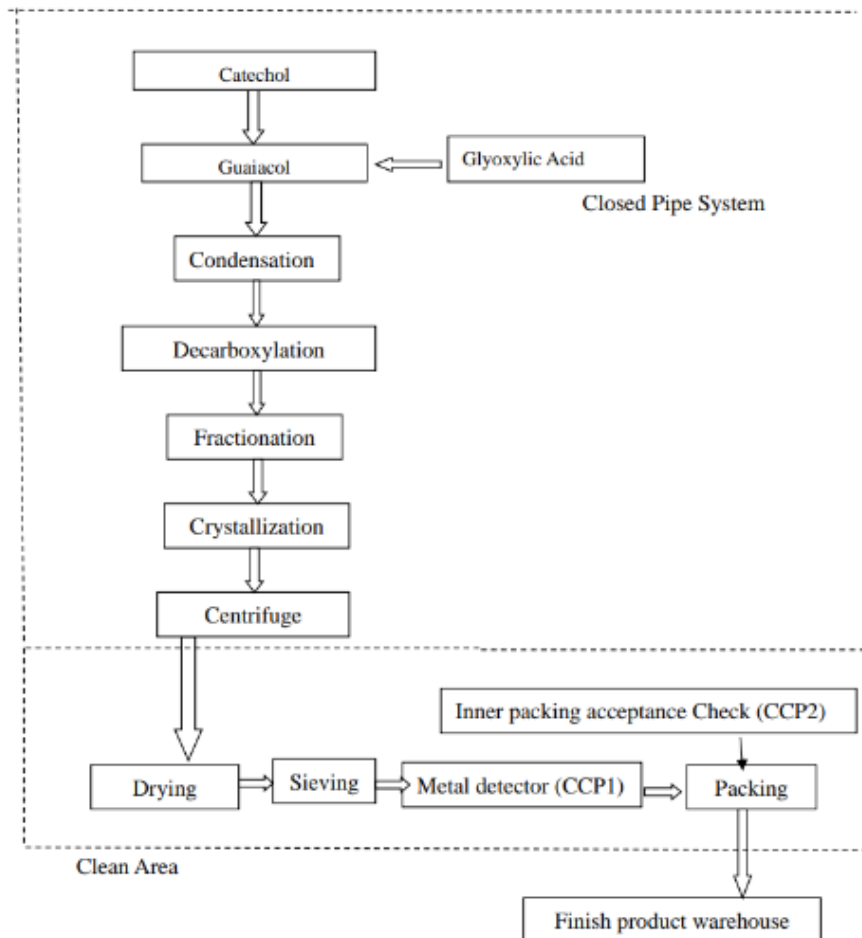 Catechol
Guaiacol
Glyoxylic Acid
Closed Pipe System
Condensation
Decarboxylation
Fractionation
Crystallization
Centrifuge
Inner packing acceptance Check (CCP2)
Drying
Sieving
Metal detector (CCP1)
Packing
Clean Area
Finish product warehouse